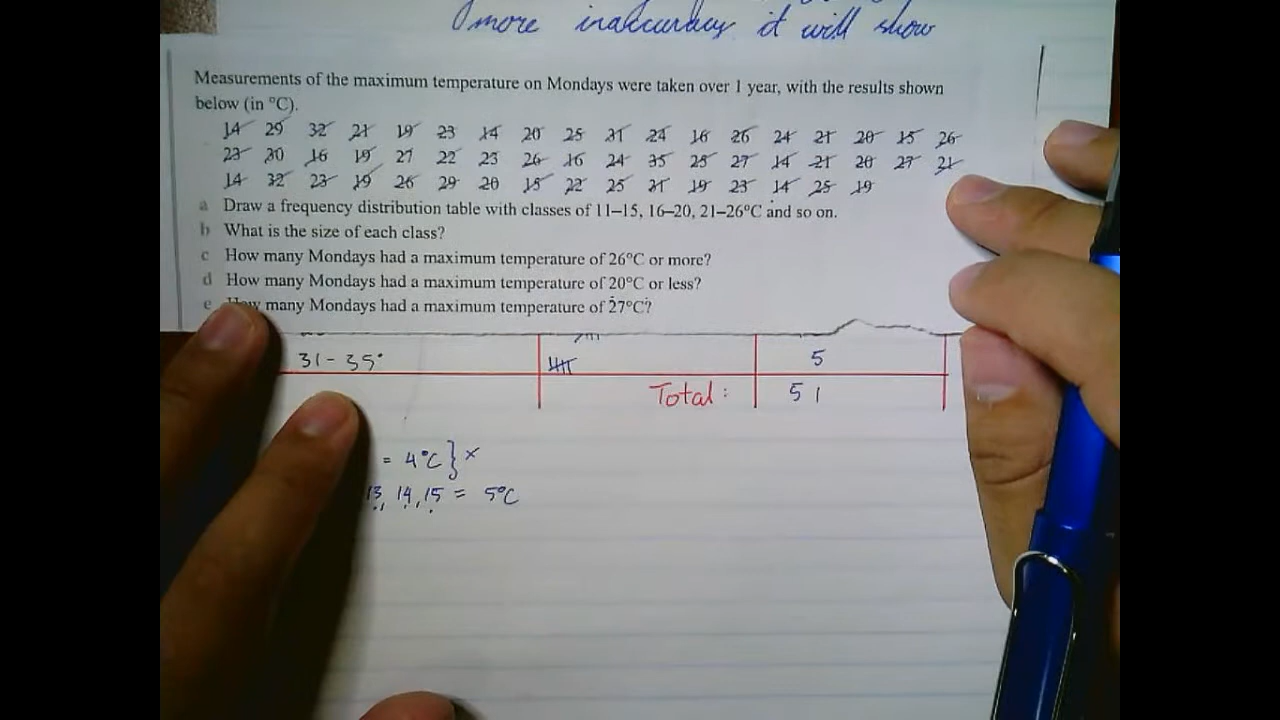 more inaccuracy it will show
Measurements of the maximum temperature on Mondays were taken over 1 year, with the results shown
below (in °C).
14 29 32 21 19 23 14 20 25 31 24 16 26 24 21 20 15 26
23 30 16 19 27 22 23 26 16 24 35 25 27 14 21 20 27 21
14 32 23 19 26 29 20 15 22 25 31 19 23 14 25 19
a Draw a frequency distribution table with classes of 11–15, 16–20, 21–26°C and so on.
b What is the size of each class?
c How many Mondays had a maximum temperature of 26°C or more?
d How many Mondays had a maximum temperature of 20°C or less?
e How many Mondays had a maximum temperature of 27°C?
31 - 35° 5
Total: 51
= 4°C } ×
13, 14, 15 = 5°C